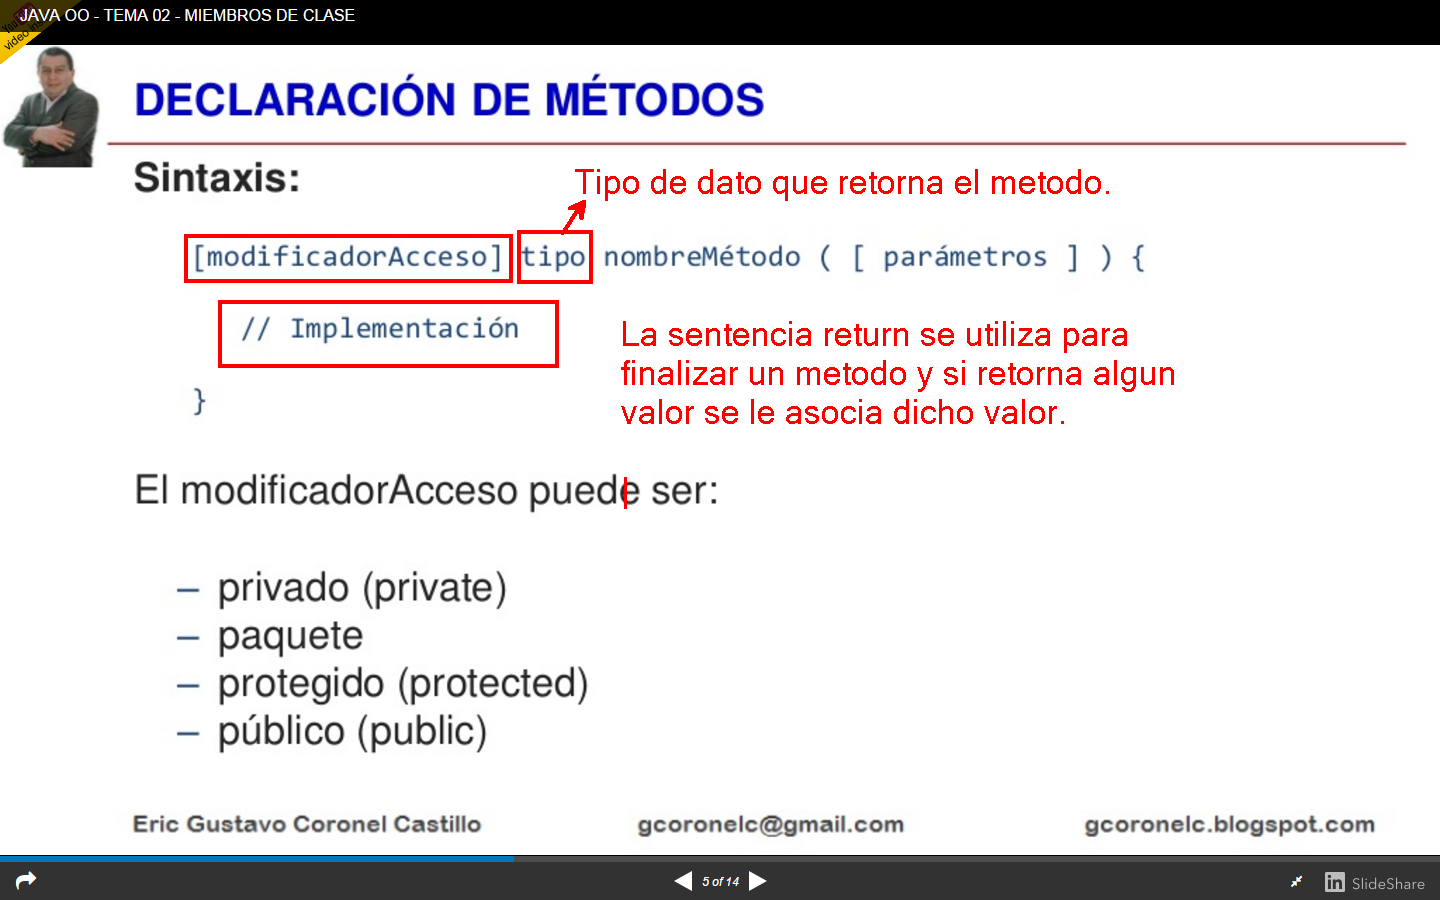 JAVA OO - TEMA 02 - MIEMBROS DE CLASE
DECLARACIÓN DE MÉTODOS
Sintaxis:
Tipo de dato que retorna el metodo.
[modificadorAcceso] tipo nombreMétodo ( [ parámetros ] ) {
// Implementación
La sentencia return se utiliza para
finalizar un metodo y si retorna algun
valor se le asocia dicho valor.
}
El modificadorAcceso puede ser:
– privado (private)
– paquete
– protegido (protected)
– público (public)
Eric Gustavo Coronel Castillo
gcoronelc@gmail.com
gcoronelc.blogspot.com
5 of 14
in SlideShare